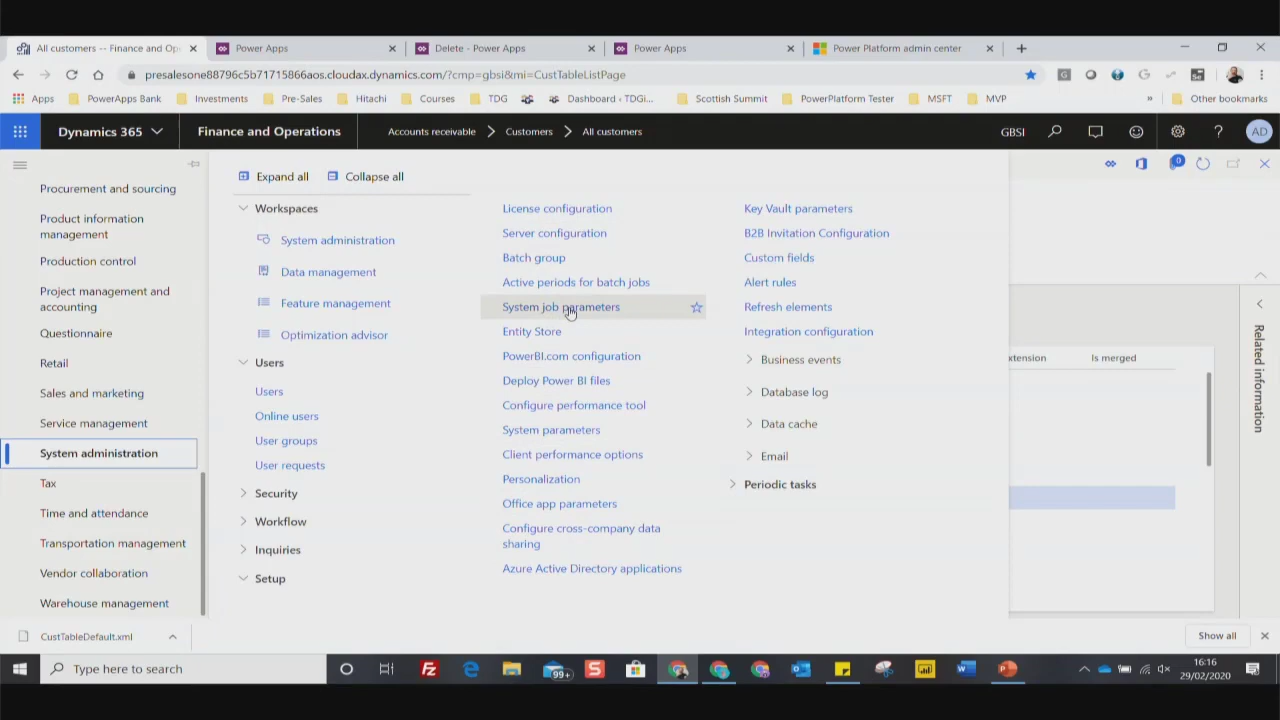 All customers -- Finance and Op
Power Apps
Delete - Power Apps
Power Apps
Power Platform admin center
presalesone88796c5b71715866aos.cloudax.dynamics.com/?cmp=gbsi&mi=CustTableListPage
Apps
PowerApps Bank
Investments
Pre-Sales
Hitachi
Courses
TDG
Dashboard ‹ TDGi...
Scottish Summit
PowerPlatform Tester
MSFT
MVP
»
Other bookmarks
Dynamics 365
Finance and Operations
Accounts receivable > Customers > All customers
GBSI
?
AD
0
Procurement and sourcing
Product information
management
Production control
Project management and
accounting
Questionnaire
Retail
Sales and marketing
Service management
System administration
Tax
Time and attendance
Transportation management
Vendor collaboration
Warehouse management
Expand all
Collapse all
Workspaces
System administration
Data management
Feature management
Optimization advisor
Users
Users
Online users
User groups
User requests
Security
Workflow
Inquiries
Setup
License configuration
Server configuration
Batch group
Active periods for batch jobs
System job parameters
Entity Store
PowerBI.com configuration
Deploy Power BI files
Configure performance tool
System parameters
Client performance options
Personalization
Office app parameters
Configure cross-company data
sharing
Azure Active Directory applications
Key Vault parameters
B2B Invitation Configuration
Custom fields
Alert rules
Refresh elements
Integration configuration
Business events
Database log
Data cache
Email
Periodic tasks
xtension
Is merged
Related information
CustTableDefault.xml
Show all
Type here to search
99+
16:16
29/02/2020